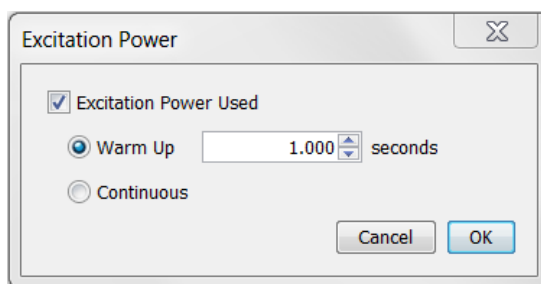 Excitation Power
Excitation Power Used
Warm Up 1.000 seconds
Continuous
Cancel OK